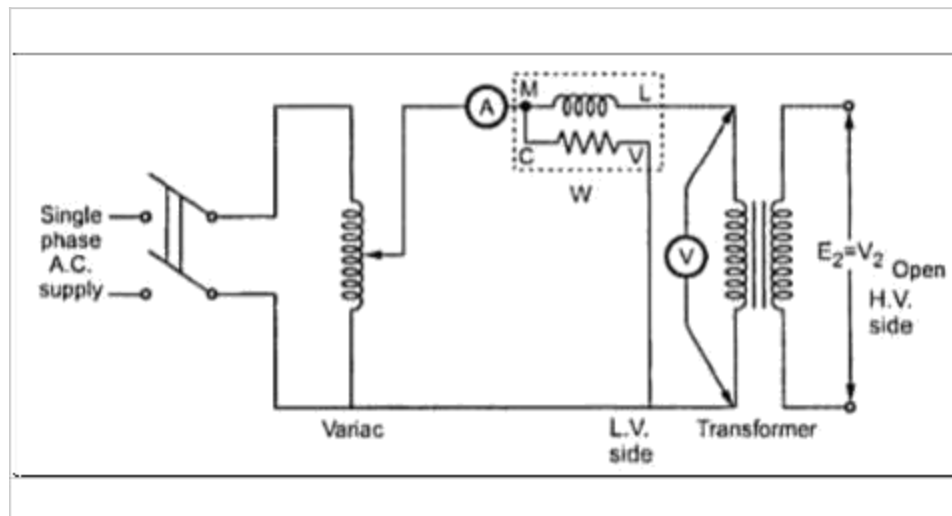 M
L
A
C
V
W
Single
phase
A.C.
supply
V
E₂=V₂
Open
H.V.
side
Variac
L.V.
side
Transformer